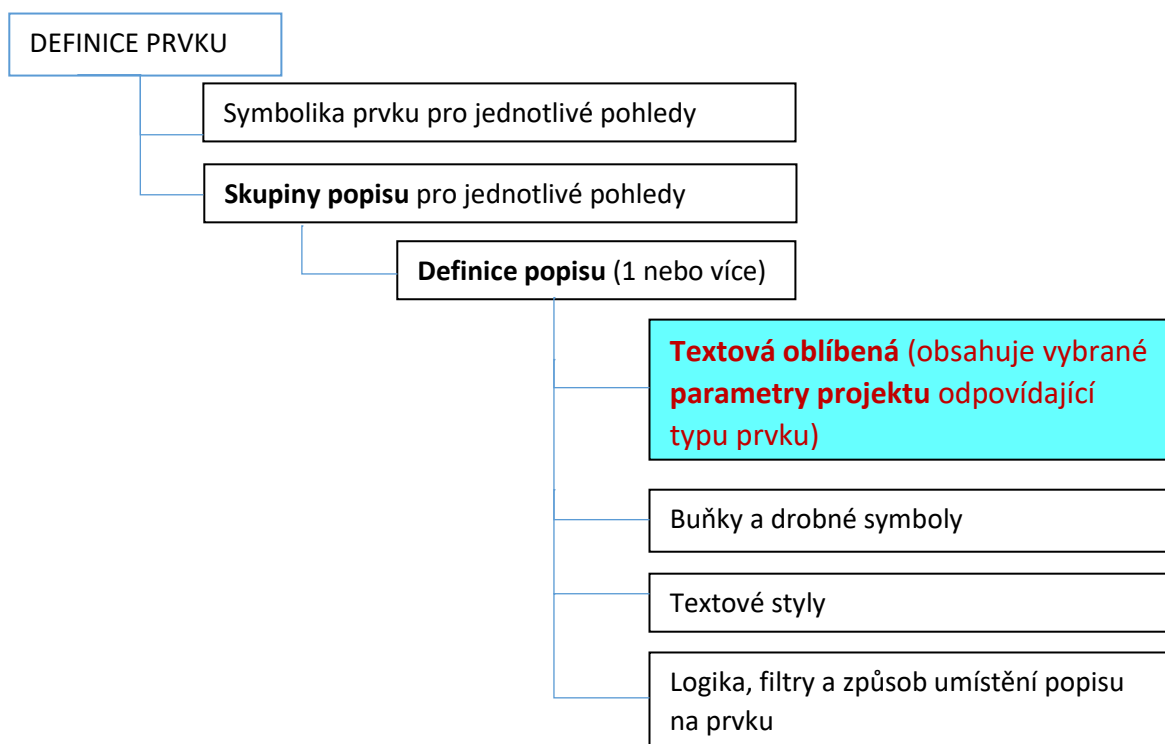 DEFINICE PRVKU
Symbolika prvku pro jednotlivé pohledy
Skupiny popisu pro jednotlivé pohledy
Definice popisu (1 nebo více)
Textová oblíbená (obsahuje vybrané
parametry projektu odpovídající
typu prvku)
Buňky a drobné symboly
Textové styly
Logika, filtry a způsob umístění popisu
na prvku